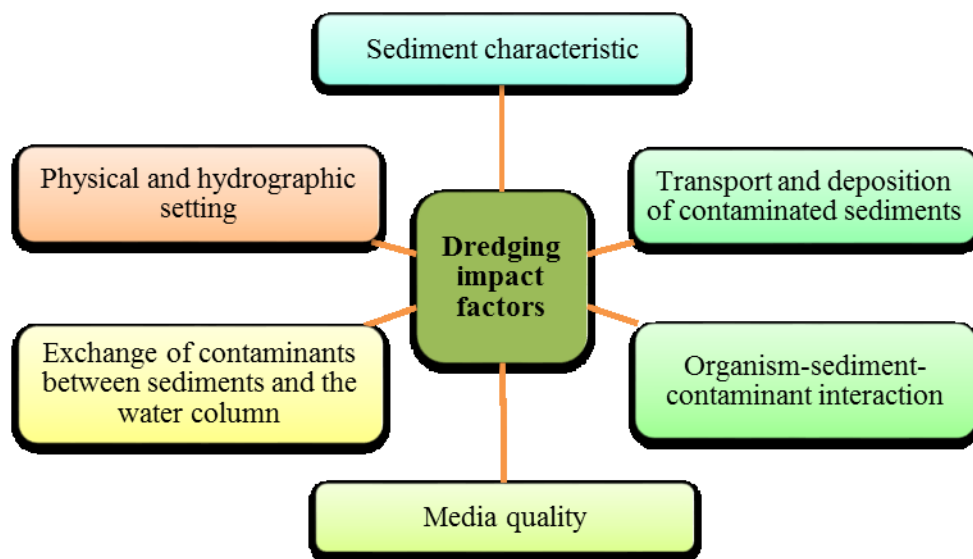 Sediment characteristic
Physical and hydrographic
setting
Transport and deposition
of contaminated sediments
Dredging
impact
factors
Exchange of contaminants
between sediments and the
water column
Organism-sediment-
contaminant interaction
Media quality